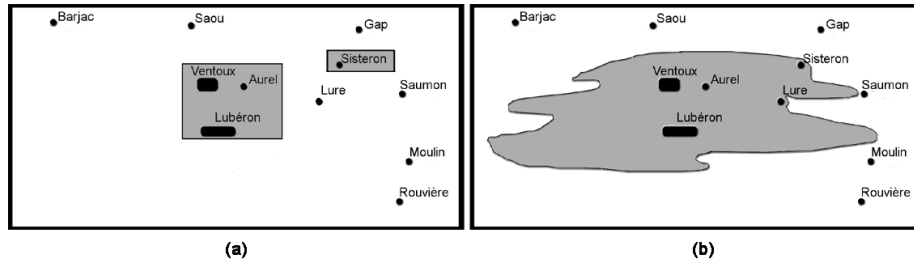 Barjac
Saou
Gap
Sisteron
Ventoux
Aurel
Lure
Saumon
Lubéron
Moulin
Rouvière
(a)
Barjac
Saou
Gap
Sisteron
Ventoux
Aurel
Lure
Saumon
Lubéron
Moulin
Rouvière
(b)